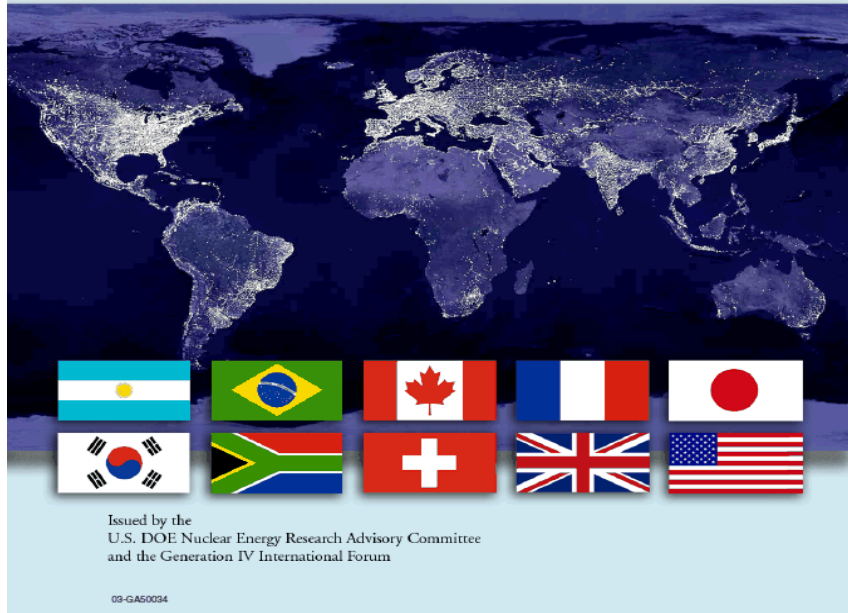 Issued by the
U.S. DOE Nuclear Energy Research Advisory Committee
and the Generation IV International Forum
03-GA50034